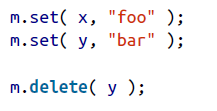 m.set( x, "foo" );
m.set( y, "bar" );

m.delete( y );